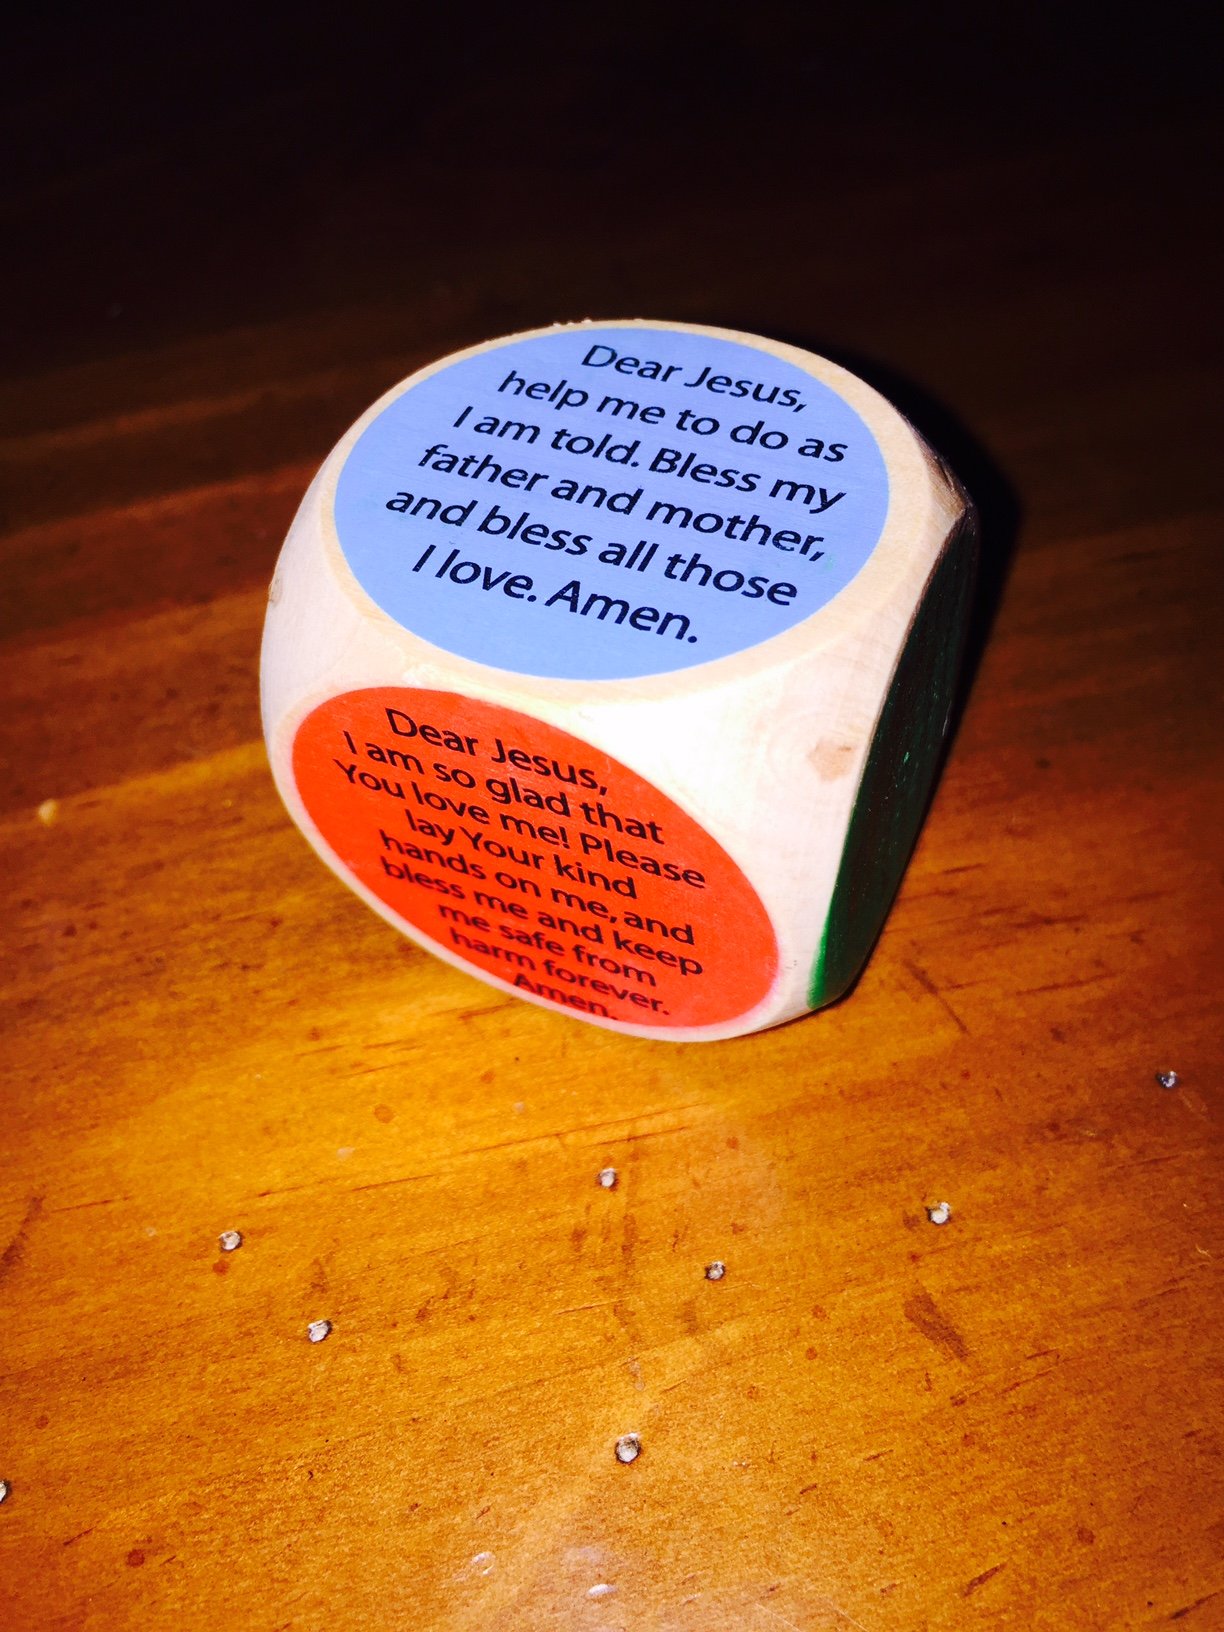 Dear Jesus,
help me to do as
I am told. Bless my
father and mother,
and bless all those
I love. Amen.
Dear Jesus,
I am so glad that
You love me! Please
lay Your kind
hands on me, and
bless me and keep
me safe from
harm forever.
Amen.